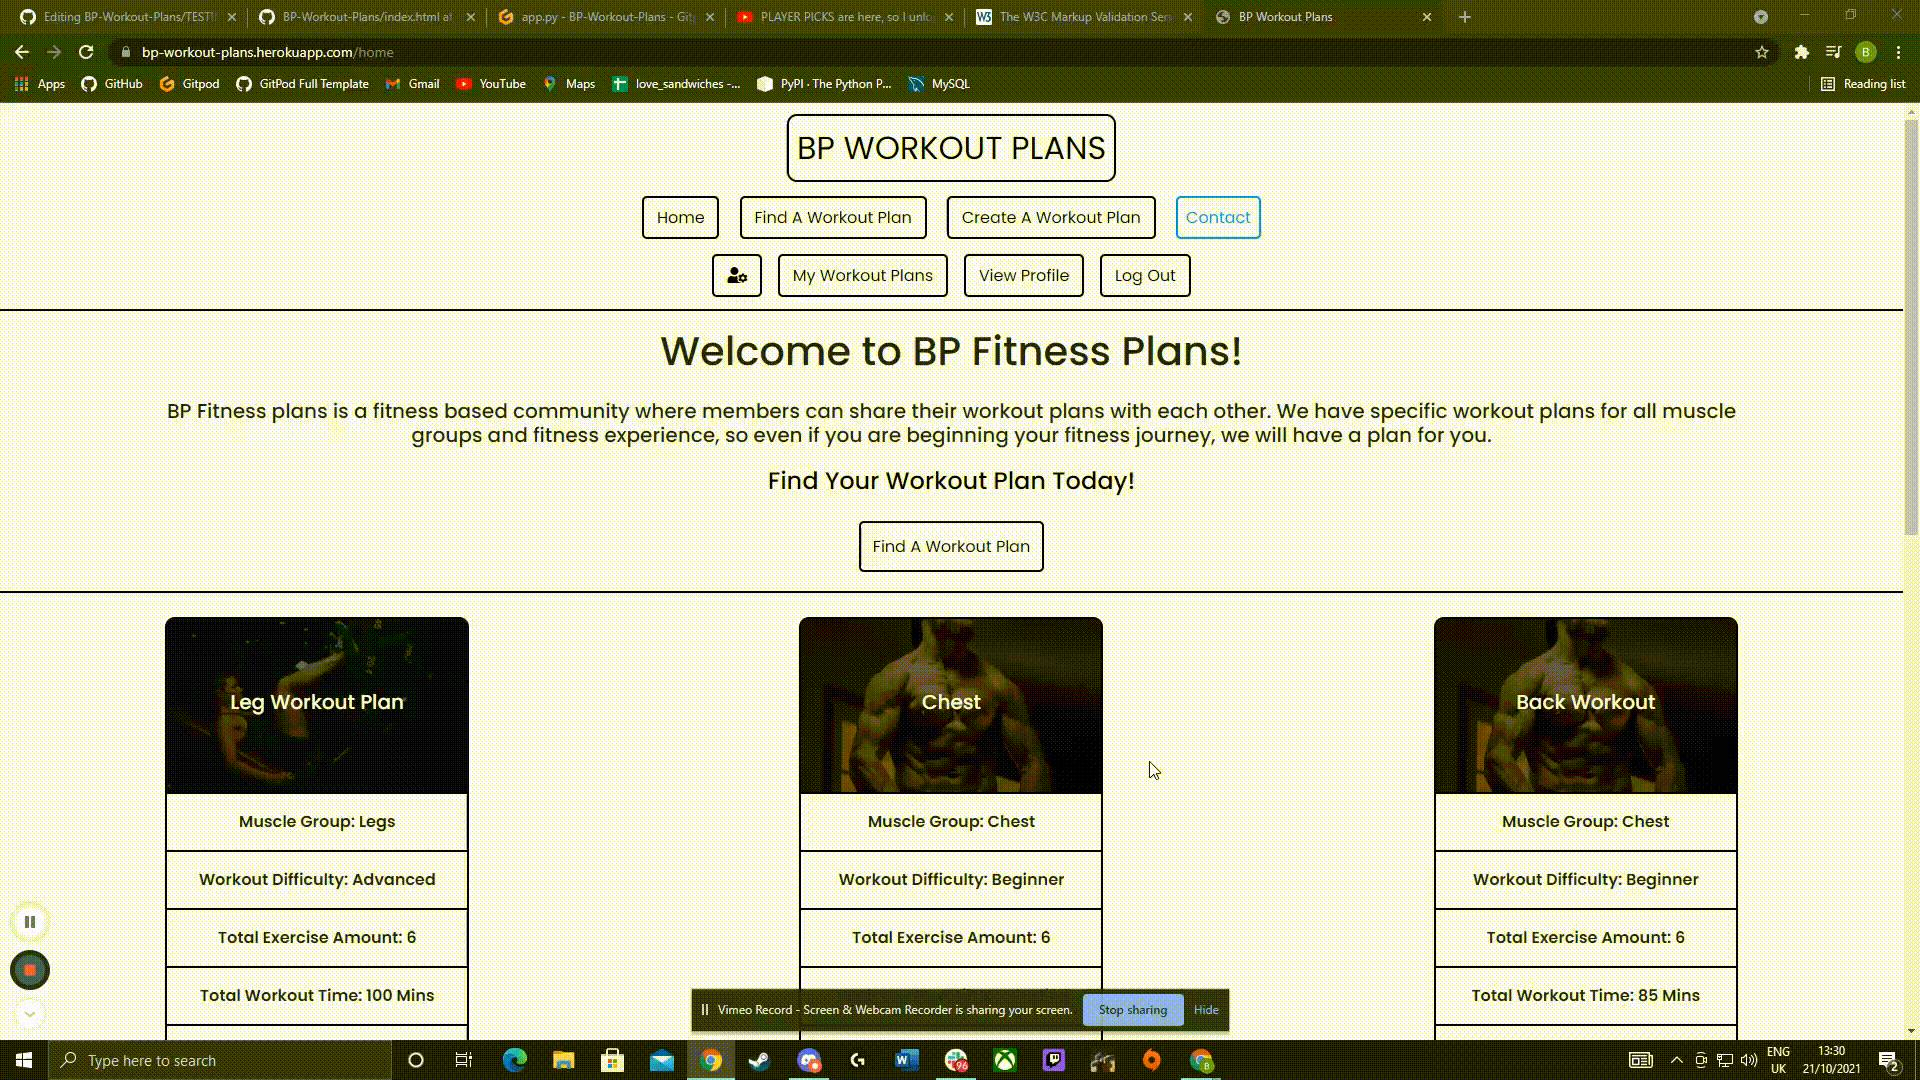 Editing BP-Workout-Plans/TEST
BP-Workout-Plans/index.html at
app.py - BP-Workout-Plans - Git
PLAYER PICKS are here, so I unlo
The W3C Markup Validation Serv
BP Workout Plans
bp-workout-plans.herokuapp.com/home
B
Apps
GitHub
Gitpod
GitPod Full Template
Gmail
YouTube
Maps
love_sandwiches -...
PyPI · The Python P...
MySQL
Reading list
BP WORKOUT PLANS
Home
Find A Workout Plan
Create A Workout Plan
Contact
My Workout Plans
View Profile
Log Out
Welcome to BP Fitness Plans!
BP Fitness plans is a fitness based community where members can share their workout plans with each other. We have specific workout plans for all muscle
groups and fitness experience, so even if you are beginning your fitness journey, we will have a plan for you.
Find Your Workout Plan Today!
Find A Workout Plan
Leg Workout Plan
Muscle Group: Legs
Workout Difficulty: Advanced
Total Exercise Amount: 6
Total Workout Time: 100 Mins
Chest
Muscle Group: Chest
Workout Difficulty: Beginner
Total Exercise Amount: 6
Back Workout
Muscle Group: Chest
Workout Difficulty: Beginner
Total Exercise Amount: 6
Total Workout Time: 85 Mins
Vimeo Record - Screen & Webcam Recorder is sharing your screen.
Stop sharing
Hide
Type here to search
96
ENG
UK
13:30
21/10/2021
2